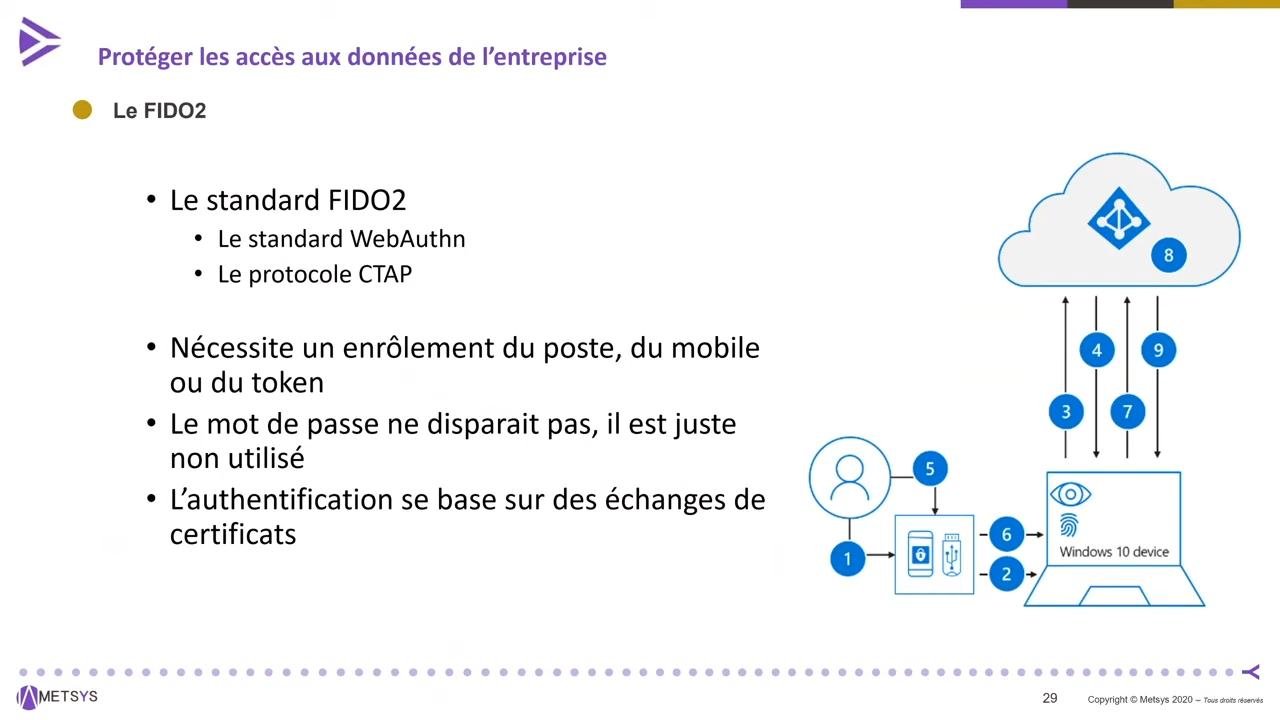 Protéger les accès aux données de l’entreprise
Le FIDO2
• Le standard FIDO2
• Le standard WebAuthn
• Le protocole CTAP
• Nécessite un enrôlement du poste, du mobile
ou du token
• Le mot de passe ne disparait pas, il est juste
non utilisé
• L’authentification se base sur des échanges de
certificats
8
4
9
3
7
5
1
6
2
Windows 10 device
METSYS
29
Copyright © Metsys 2020 – Tous droits réservés